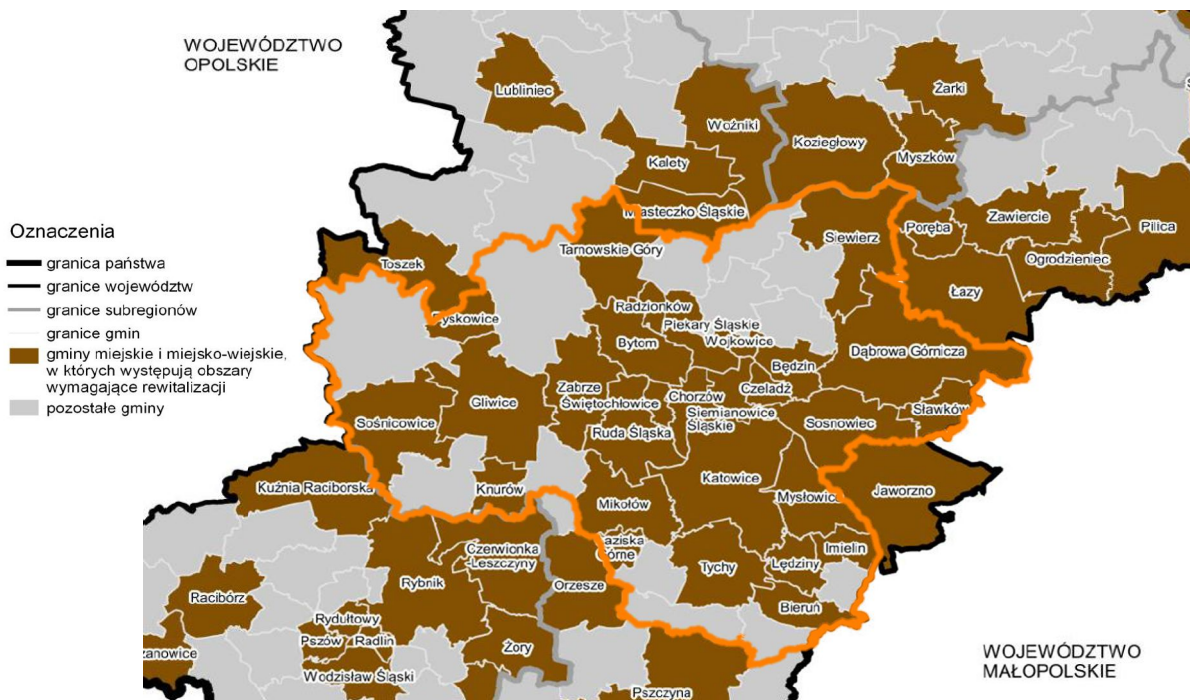 WOJEWÓDZTWO
OPOLSKIE
Lubliniec
Żarki
Woźniki
Koziegłowy
Myszków
Kalety
Miasteczko Śląskie
Zawiercie
Poręba
Pilica
Siewierz
Tarnowskie Góry
Ogrodzieniec
Toszek
Łazy
Oznaczenia
granica państwa
granice województw
granice subregionów
granice gmin
gminy miejskie i miejsko-wiejskie,
w których występują obszary
wymagające rewitalizacji
pozostałe gminy
Radzionków
Pyskowice
Piekary Śląskie
Wojkowice
Bytom
Dąbrowa Górnicza
Będzin
Zabrze
Chorzów
Czeladź
Gliwice
Świętochłowice
Siemianowice
Śląskie
Sławków
Sośnicowice
Sosnowiec
Ruda Śląska
Katowice
Kuźnia Raciborska
Knurów
Jaworzno
Mysłowice
Mikołów
Łaziska
Górne
Imielin
Czerwionka
-Leszczyny
Lędziny
Tychy
Rybnik
Orzesze
Racibórz
Bieruń
Rydułtowy
Pszów
Radlin
Żory
zanowice
Wodzisław Śląski
Pszczyna
WOJEWÓDZTWO
MAŁOPOLSKIE